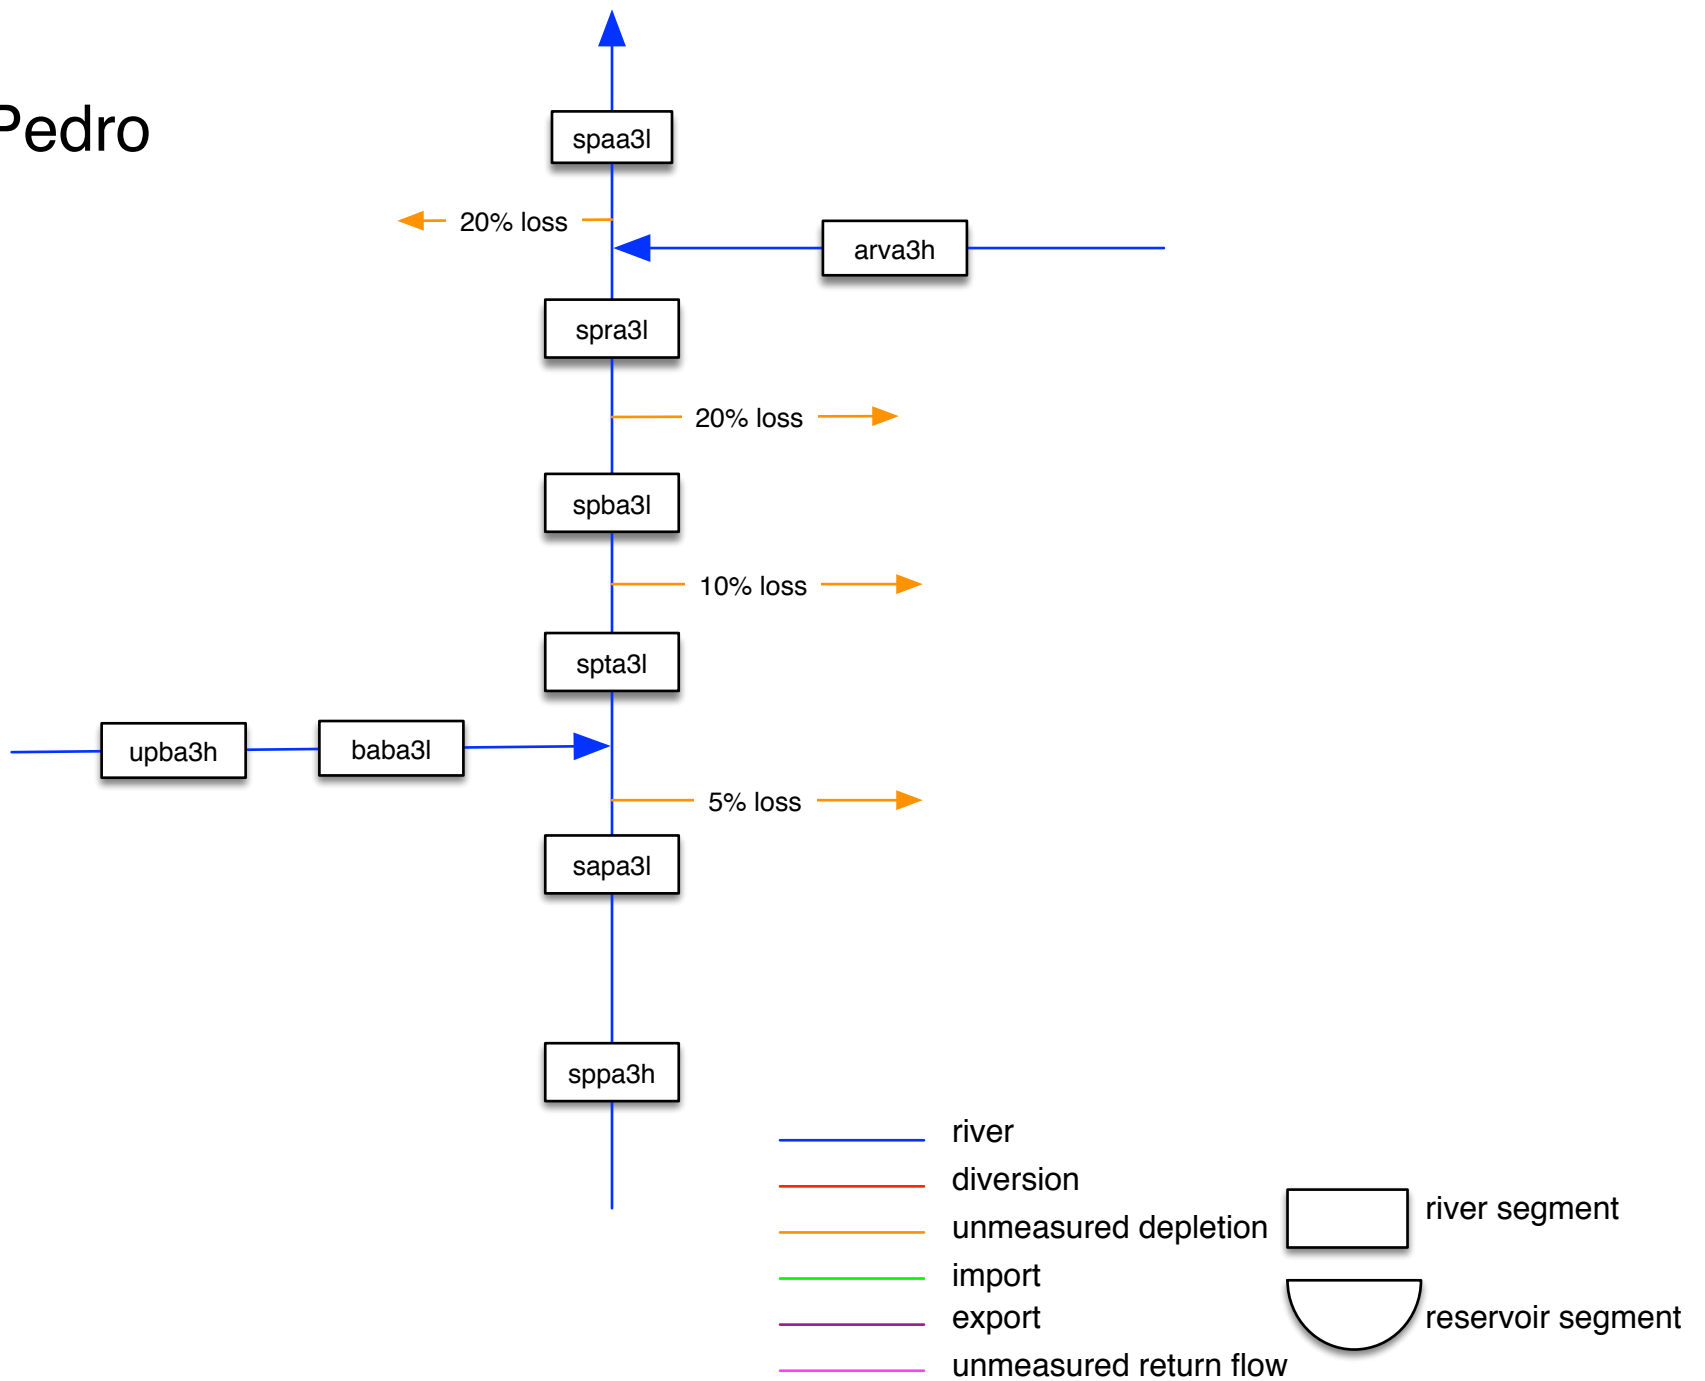 Pedro
spaa3l
20% loss
arva3h
spra3l
20% loss
spba3l
10% loss
spta3l
upba3h
baba3l
5% loss
sapa3l
sppa3h
river
diversion
unmeasured depletion
river segment
import
export
reservoir segment
unmeasured return flow